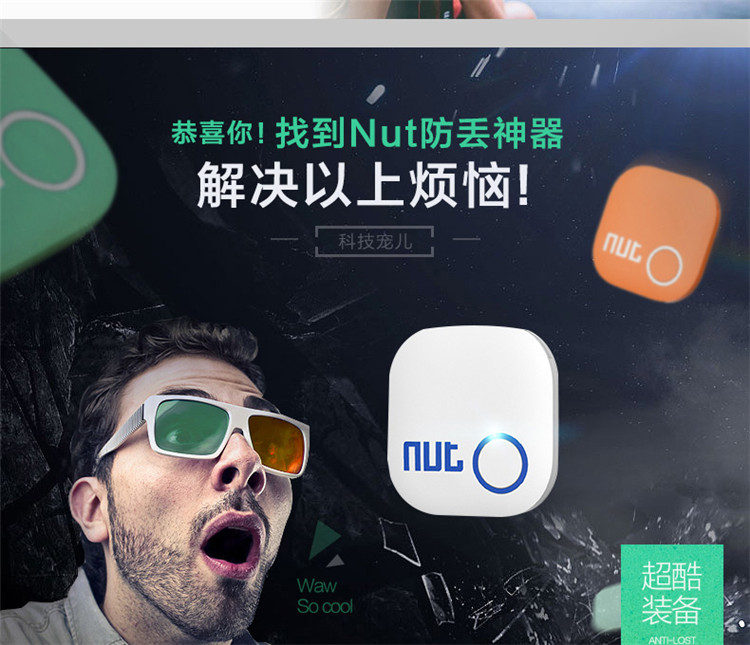 恭喜你！找到Nut防丢神器
解决以上烦恼！
科技宠儿
nut
nut
Waw
So cool
超酷
装备
ANTI-LOST